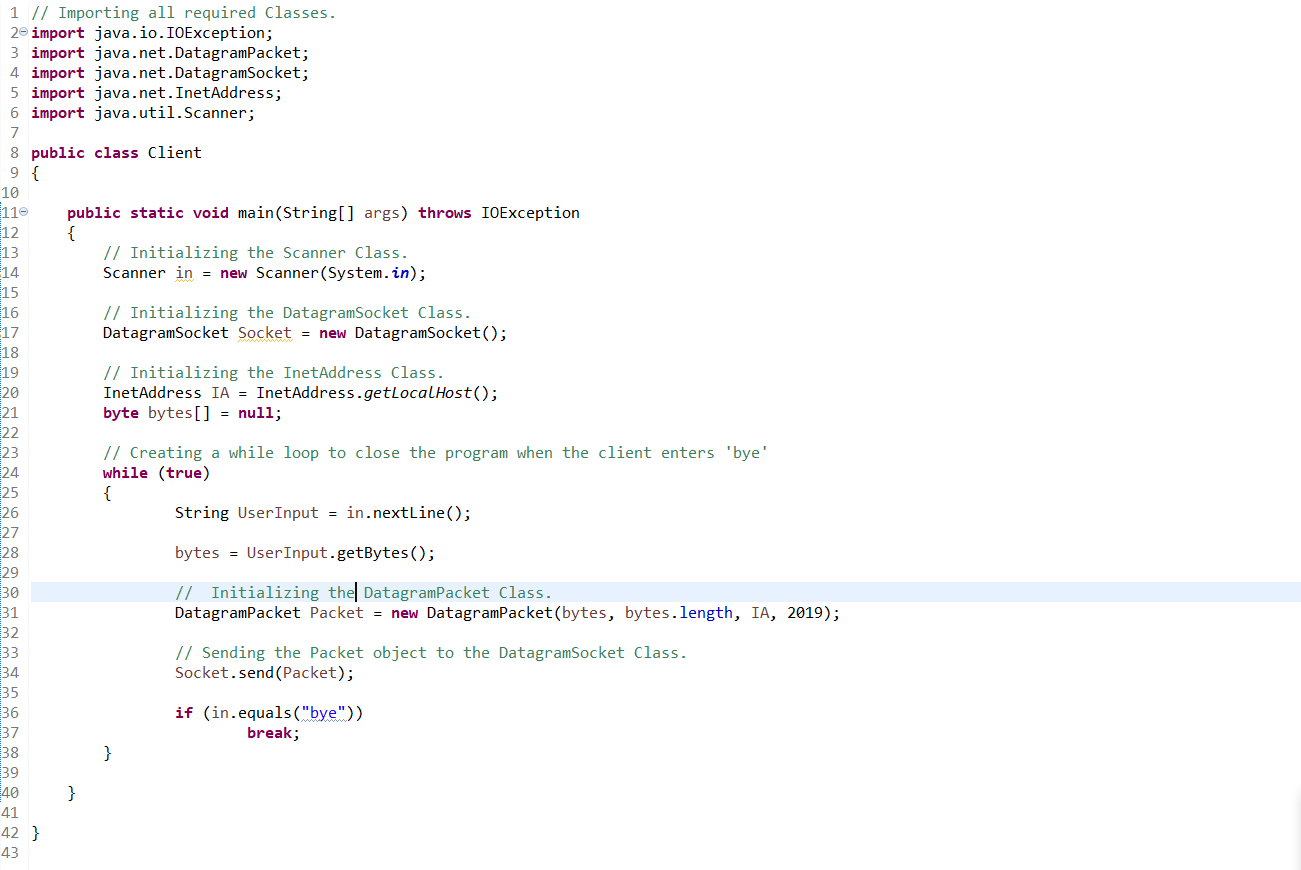 1 // Importing all required Classes.
2 import java.io.IOException;
3 import java.net.DatagramPacket;
4 import java.net.DatagramSocket;
5 import java.net.InetAddress;
6 import java.util.Scanner;
7
8 public class Client
9 {
10
11 public static void main(String[] args) throws IOException
12 {
13 // Initializing the Scanner Class.
14 Scanner in = new Scanner(System.in);
15
16 // Initializing the DatagramSocket Class.
17 DatagramSocket Socket = new DatagramSocket();
18
19 // Initializing the InetAddress Class.
20 InetAddress IA = InetAddress.getLocalHost();
21 byte bytes[] = null;
22
23 // Creating a while loop to close the program when the client enters 'bye'
24 while (true)
25 {
26 String UserInput = in.nextLine();
27
28 bytes = UserInput.getBytes();
29
30 //  Initializing the DatagramPacket Class.
31 DatagramPacket Packet = new DatagramPacket(bytes, bytes.length, IA, 2019);
32
33 // Sending the Packet object to the DatagramSocket Class.
34 Socket.send(Packet);
35
36 if (in.equals("bye"))
37 break;
38 }
39
40 }
41
42 }
43